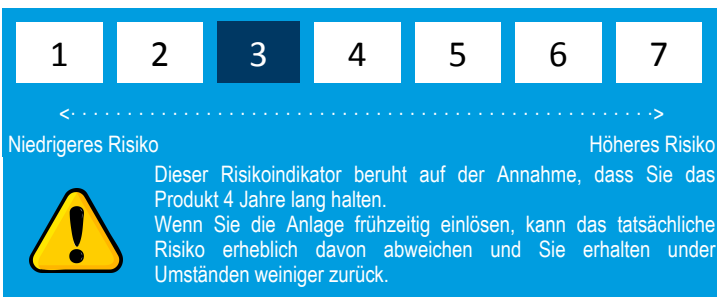 1 2 3 4 5 6 7
<· · · · · · · · · · · · · · · · · · · · · · · · · · · · · · · · · · · · · · · · · · · · · · · · · · · ·>
Niedrigeres Risiko Höheres Risiko
Dieser Risikoindikator beruht auf der Annahme, dass Sie das
Produkt 4 Jahre lang halten.
Wenn Sie die Anlage frühzeitig einlösen, kann das tatsächliche
Risiko erheblich davon abweichen und Sie erhalten under
Umständen weiniger zurück.